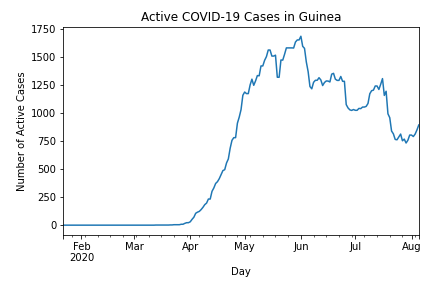 Active COVID-19 Cases in Guinea
Number of Active Cases
1750
1500
1250
1000
750
500
250
0
Feb Mar Apr May Jun Jul Aug
2020
Day